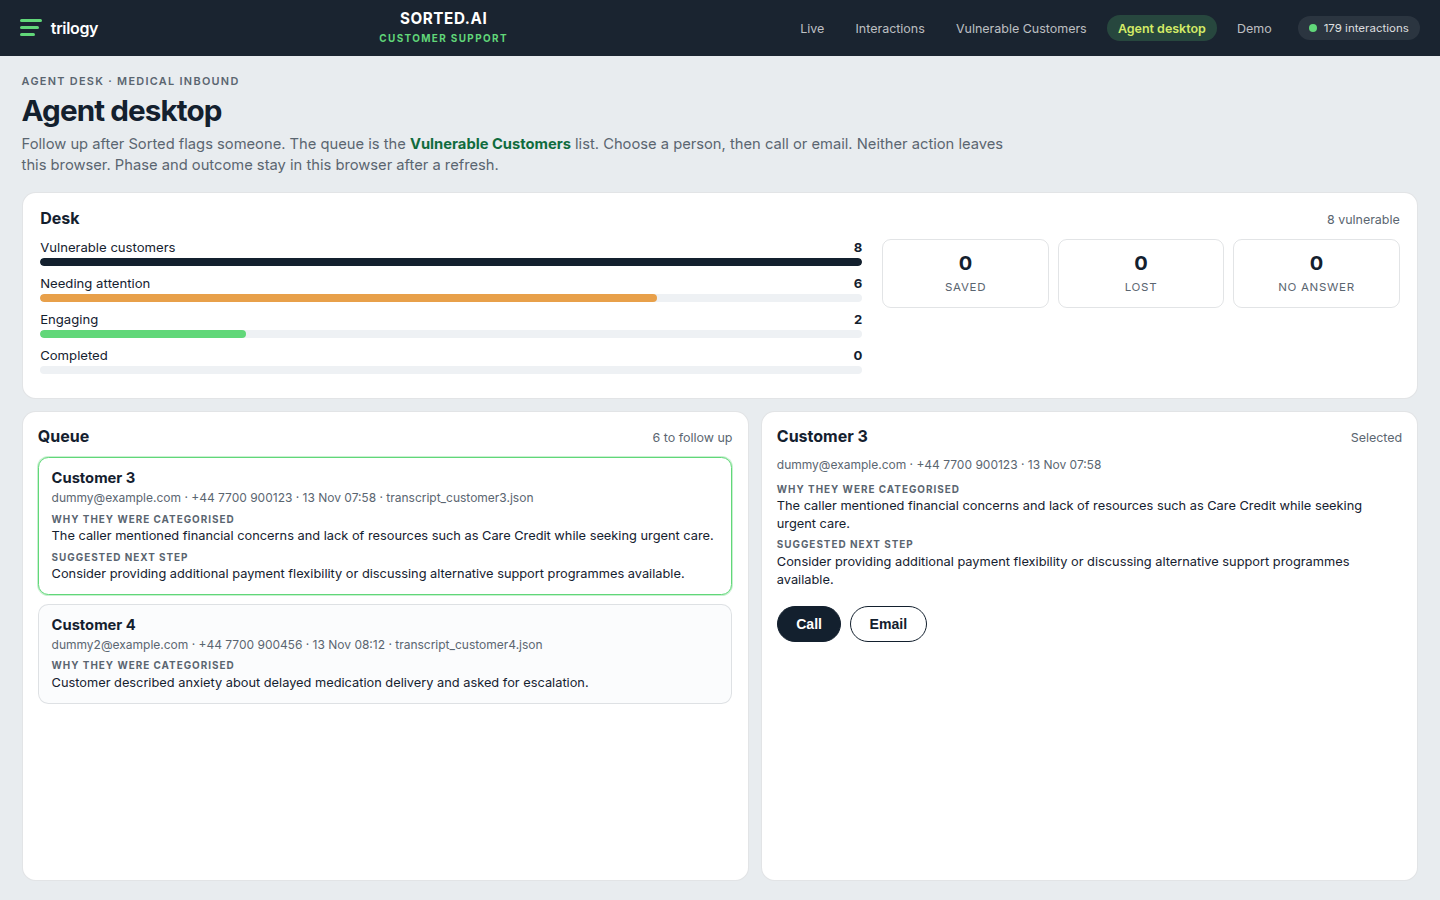 trilogy
SORTED.AI
CUSTOMER SUPPORT
Live
Interactions
Vulnerable Customers
Agent desktop
Demo
179 interactions
AGENT DESK · MEDICAL INBOUND
Agent desktop
Follow up after Sorted flags someone. The queue is the Vulnerable Customers list. Choose a person, then call or email. Neither action leaves
this browser. Phase and outcome stay in this browser after a refresh.
Desk
8 vulnerable
Vulnerable customers 8
Needing attention 6
Engaging 2
Completed 0
0
SAVED
0
LOST
0
NO ANSWER
Queue
6 to follow up
Customer 3
dummy@example.com · +44 7700 900123 · 13 Nov 07:58 · transcript_customer3.json
WHY THEY WERE CATEGORISED
The caller mentioned financial concerns and lack of resources such as Care Credit while seeking urgent care.
SUGGESTED NEXT STEP
Consider providing additional payment flexibility or discussing alternative support programmes available.
Customer 4
dummy2@example.com · +44 7700 900456 · 13 Nov 08:12 · transcript_customer4.json
WHY THEY WERE CATEGORISED
Customer described anxiety about delayed medication delivery and asked for escalation.
Customer 3
Selected
dummy@example.com · +44 7700 900123 · 13 Nov 07:58
WHY THEY WERE CATEGORISED
The caller mentioned financial concerns and lack of resources such as Care Credit while seeking
urgent care.
SUGGESTED NEXT STEP
Consider providing additional payment flexibility or discussing alternative support programmes
available.
Call
Email